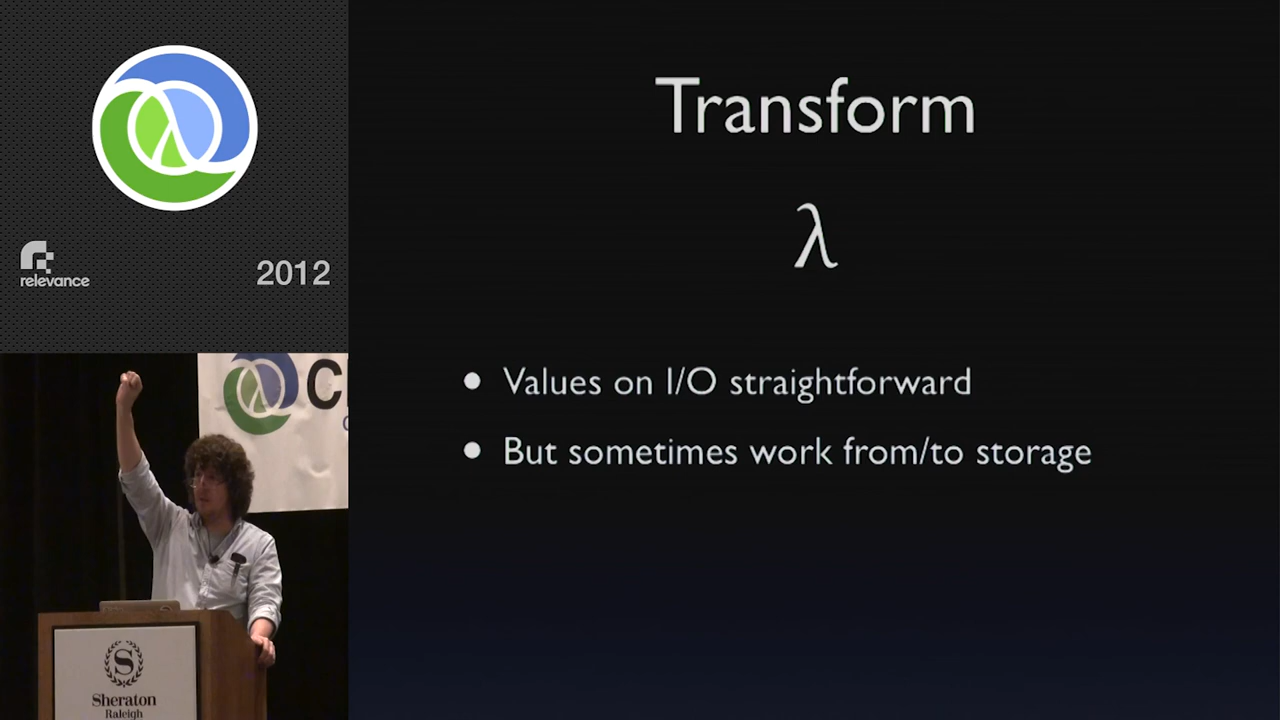 relevance
2012
Transform
λ
• Values on I/O straightforward
• But sometimes work from/to storage
S
Sheraton
Raleigh